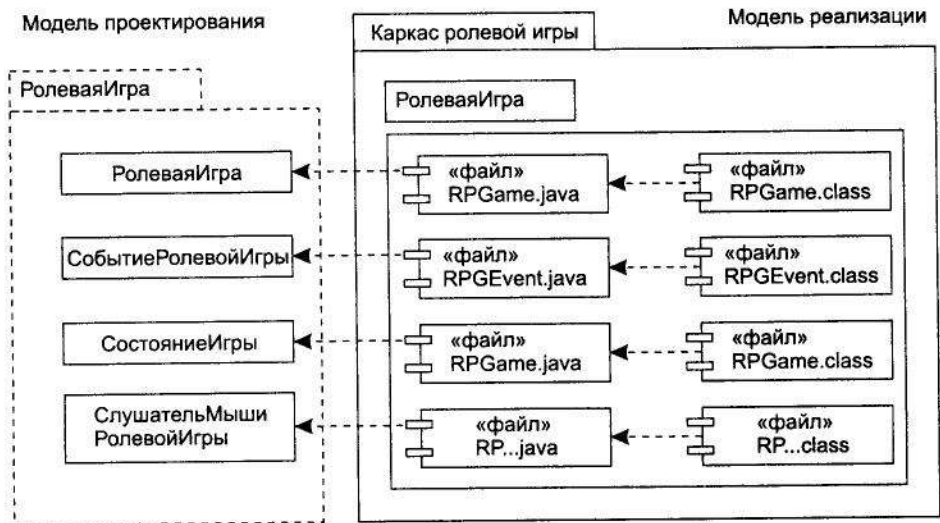 Модель проектирования
Модель реализации
РолеваяИгра
Каркас ролевой игры
РолеваяИгра
РолеваяИгра
«файл»
RPGame.java
«файл»
RPGame.class
СобытиеРолевойИгры
«файл»
RPGEvent.java
«файл»
RPGEvent.class
СостояниеИгры
«файл»
RPGame.java
«файл»
RPGame.class
СлушательМыши
РолевойИгры
«файл»
RP...java
«файл»
RP...class